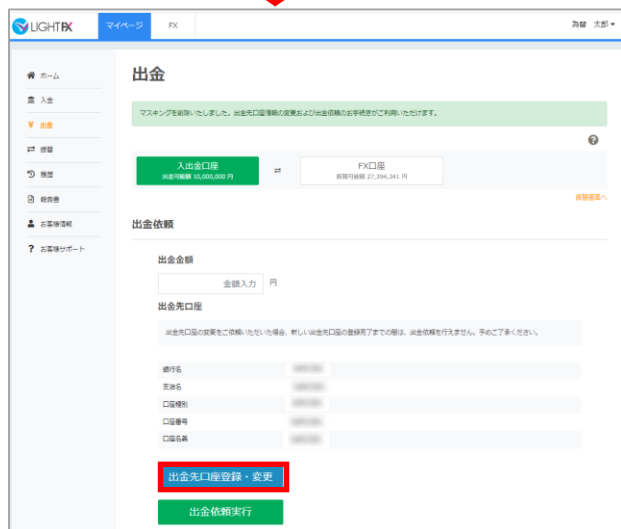 LIGHT FX
マイページ
FX
為替 太郎
ホーム
入金
出金
振替
履歴
報告書
お客様情報
お客様サポート
出金
マスキングを削除いたしました。出金先口座情報の変更および出金依頼のお手続きがご利用いただけます。
入出金口座
出金可能額 10,000,000 円
FX口座
振替可能額 27,394,341 円
振替画面へ
出金依頼
出金金額
金額入力 円
出金先口座
出金先口座の変更をご依頼いただいた場合、新しい出金先口座の登録完了までの間は、出金依頼を行えません。予めご了承ください。
銀行名
支店名
口座種別
口座番号
口座名義
出金先口座登録・変更
出金依頼実行